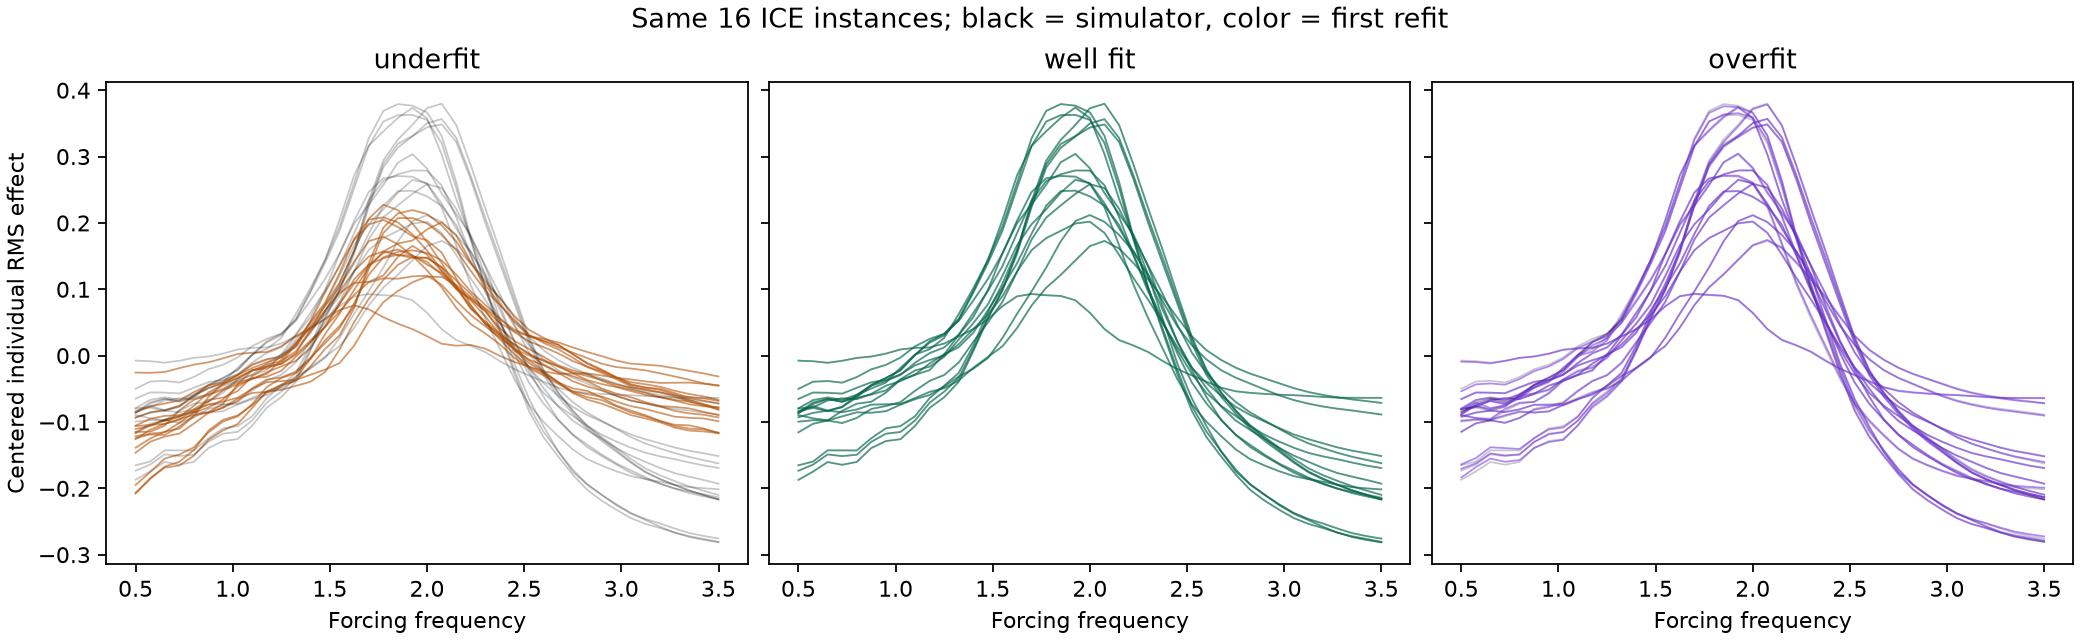 Same 16 ICE instances; black = simulator, color = first refit
underfit
well fit
overfit
Centered individual RMS effect
0.4
0.3
0.2
0.1
0.0
−0.1
−0.2
−0.3
0.5 1.0 1.5 2.0 2.5 3.0 3.5
0.5 1.0 1.5 2.0 2.5 3.0 3.5
0.5 1.0 1.5 2.0 2.5 3.0 3.5
Forcing frequency
Forcing frequency
Forcing frequency